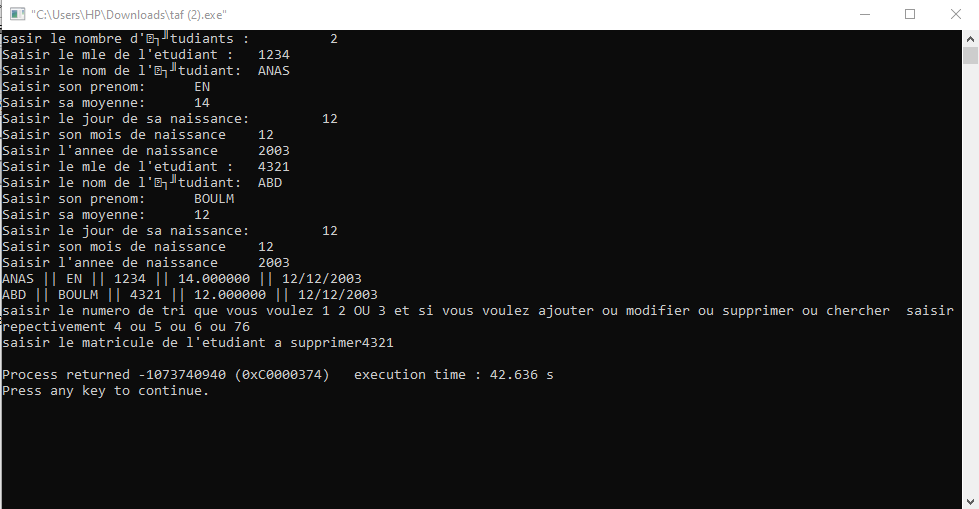 "C:\Users\HP\Downloads\taf (2).exe"
sasir le nombre d'�┐╜tudiants : 2
Saisir le mle de l'etudiant : 1234
Saisir le nom de l'�┐╜tudiant: ANAS
Saisir son prenom: EN
Saisir sa moyenne: 14
Saisir le jour de sa naissance: 12
Saisir son mois de naissance 12
Saisir l'annee de naissance 2003
Saisir le mle de l'etudiant : 4321
Saisir le nom de l'�┐╜tudiant: ABD
Saisir son prenom: BOULM
Saisir sa moyenne: 12
Saisir le jour de sa naissance: 12
Saisir son mois de naissance 12
Saisir l'annee de naissance 2003
ANAS || EN || 1234 || 14.000000 || 12/12/2003
ABD || BOULM || 4321 || 12.000000 || 12/12/2003
saisir le numero de tri que vous voulez 1 2 OU 3 et si vous voulez ajouter ou modifier ou supprimer ou chercher  saisir
repectivement 4 ou 5 ou 6 ou 76
saisir le matricule de l'etudiant a supprimer4321
Process returned -1073740940 (0xC0000374)   execution time : 42.636 s
Press any key to continue.